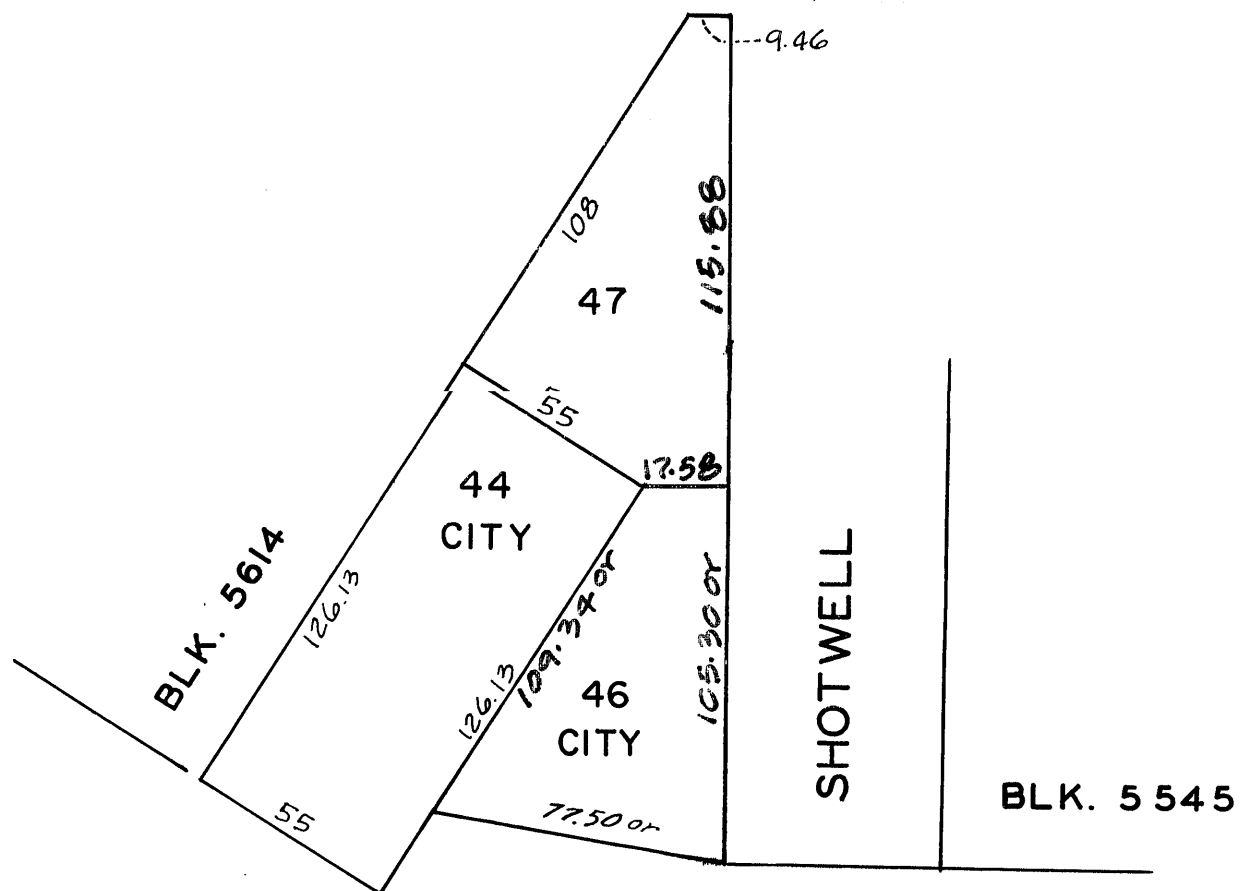 9.46
108
115.88
47
55
17.58
44
CITY
BLK. 5614
126.13
126.13
109.34 or
105.30 or
46
CITY
SHOTWELL
77.50 or
55
BLK. 5545